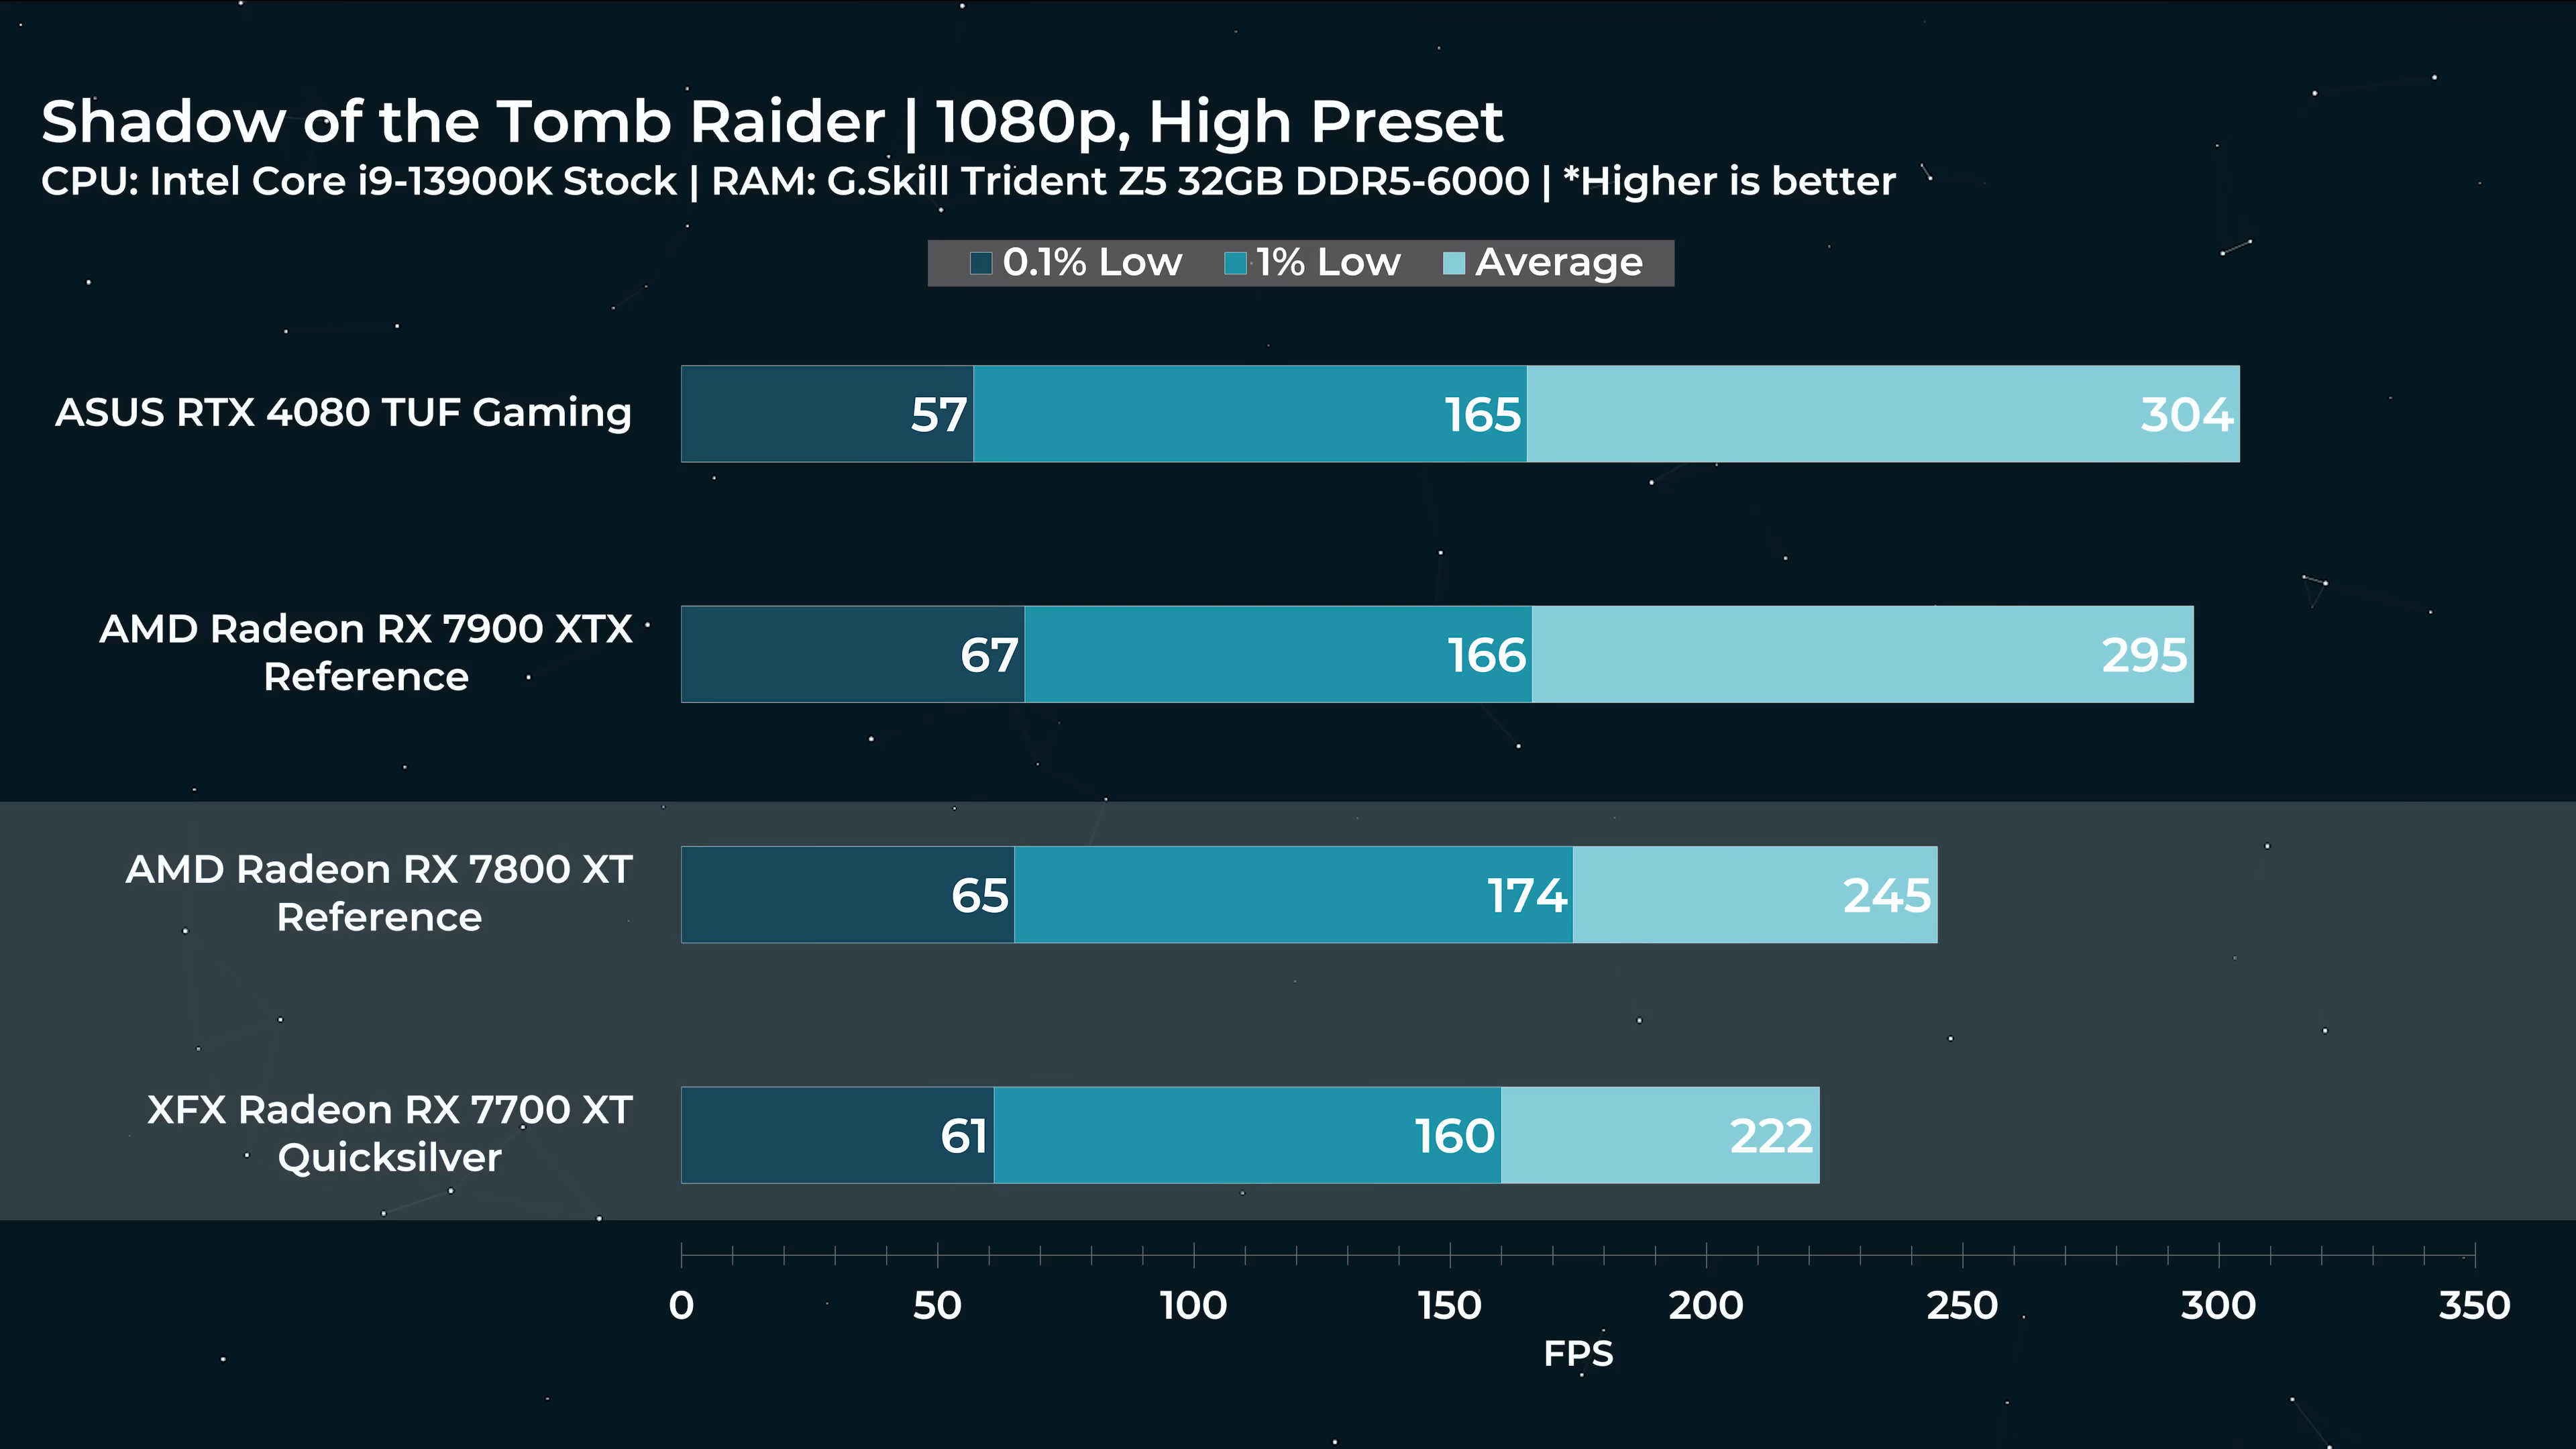 Shadow of the Tomb Raider | 1080p, High Preset
CPU: Intel Core i9-13900K Stock | RAM: G.Skill Trident Z5 32GB DDR5-6000 | *Higher is better
0.1% Low 1% Low Average
ASUS RTX 4080 TUF Gaming 57 165 304
AMD Radeon RX 7900 XTX
Reference
67 166 295
AMD Radeon RX 7800 XT
Reference
65 174 245
XFX Radeon RX 7700 XT
Quicksilver
61 160 222
0 50 100 150 200 250 300 350
FPS